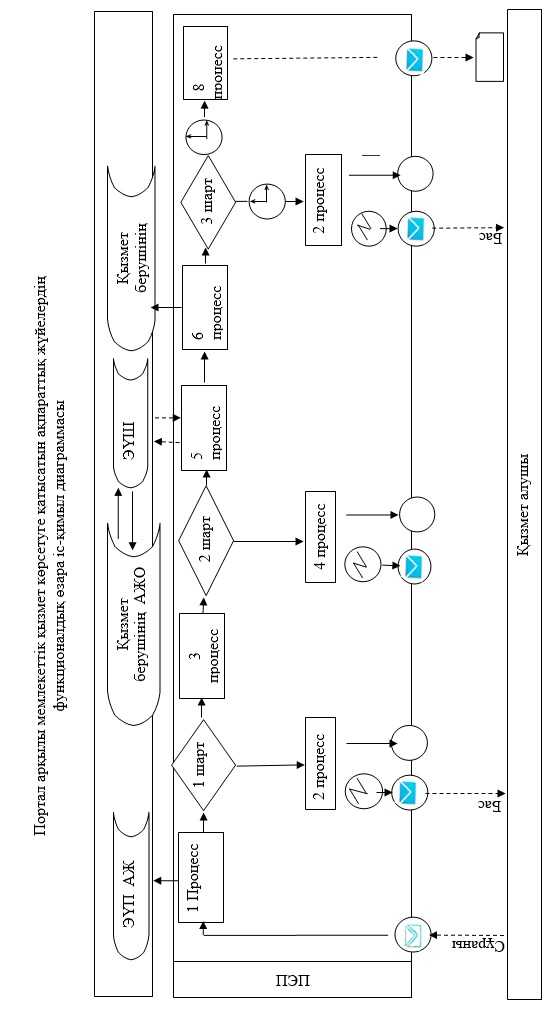 Портал арқылы мемлекеттік қызмет көрсетуге қатысатын ақпараттық жүйелердің
функционалдық өзара іс-қимыл диаграммасы
ЭҮП АЖ
Қызмет
берушінің АЖО
ЭҮШ
Қызмет
берушінің
ПЭП
1 Процесс
1 шарт
3
процесс
2 шарт
5
процесс
6
процесс
3 шарт
8
процесс
2 процесс
4 процесс
2 процесс
Сұраны
Бас
Бас
Қызмет алушы